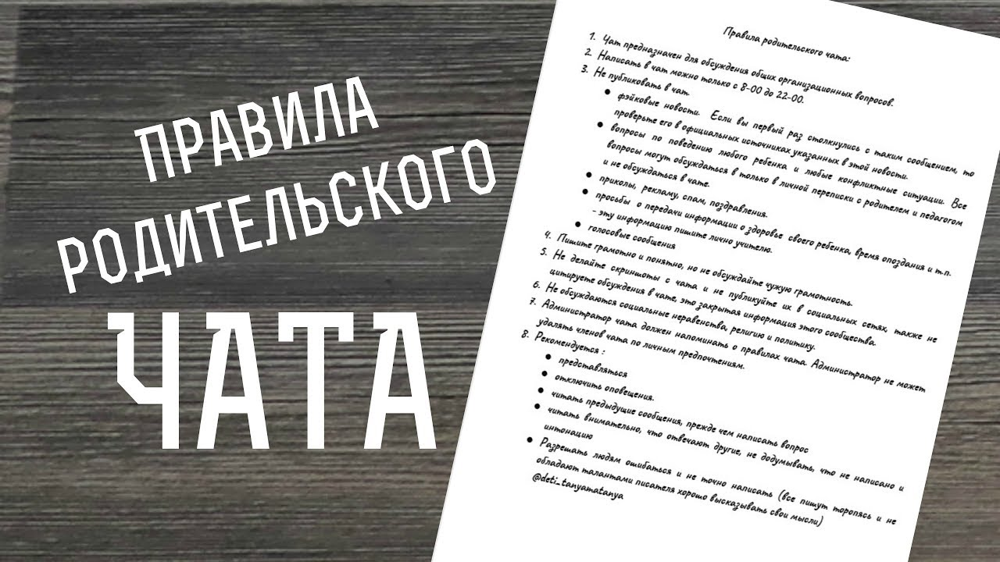 ПРАВИЛА
РОДИТЕЛЬСКОГО
ЧАТА
Правила родительского чата:
1. Чат предназначен для обсуждения общих организационных вопросов.
2. Написать в чат можно только с 8-00 до 22-00.
3. Не публиковать в чат.
● фэйковые новости. Если вы первый раз столкнулись с таким сообщением, то
проверьте его в официальных источниках указанных в этой новости.
● вопросы по поведению любого ребенка и любые конфликтные ситуации. Все
вопросы могут обсуждаться в только в личной переписки с родителем и педагогом
и не обсуждаться в чате.
● приколы, рекламу, спам, поздравления.
● просьбы о передачи информации о здоровье своего ребенка, время опоздания и т.п.
- эту информацию пишите лично учителю.
● голосовые сообщения
4. Пишите грамотно и понятно, но не обсуждайте чужую грамотность.
5. Не делайте скриншоты с чата и не публикуйте их в социальных сетях, также не
цитируете обсуждения в чате, это закрытая информация этого сообщества.
6. Не обсуждаются социальные неравенства, религию и политику.
7. Администратор чата должен напоминать о правилах чата. Администратор не может
удалять членов чата по личным предпочтениям.
8. Рекомендуется :
● представляться
● отключить оповещения.
● читать предыдущие сообщения, прежде чем написать вопрос
● читать внимательно, что отвечают другие, не додумывать, что не написано и
интонацию
● Разрешать людям ошибаться и не точно написать (все пишут торопясь и не
обладают талантами писателя хорошо высказывать свои мысли)
@deti_tanyamatanya